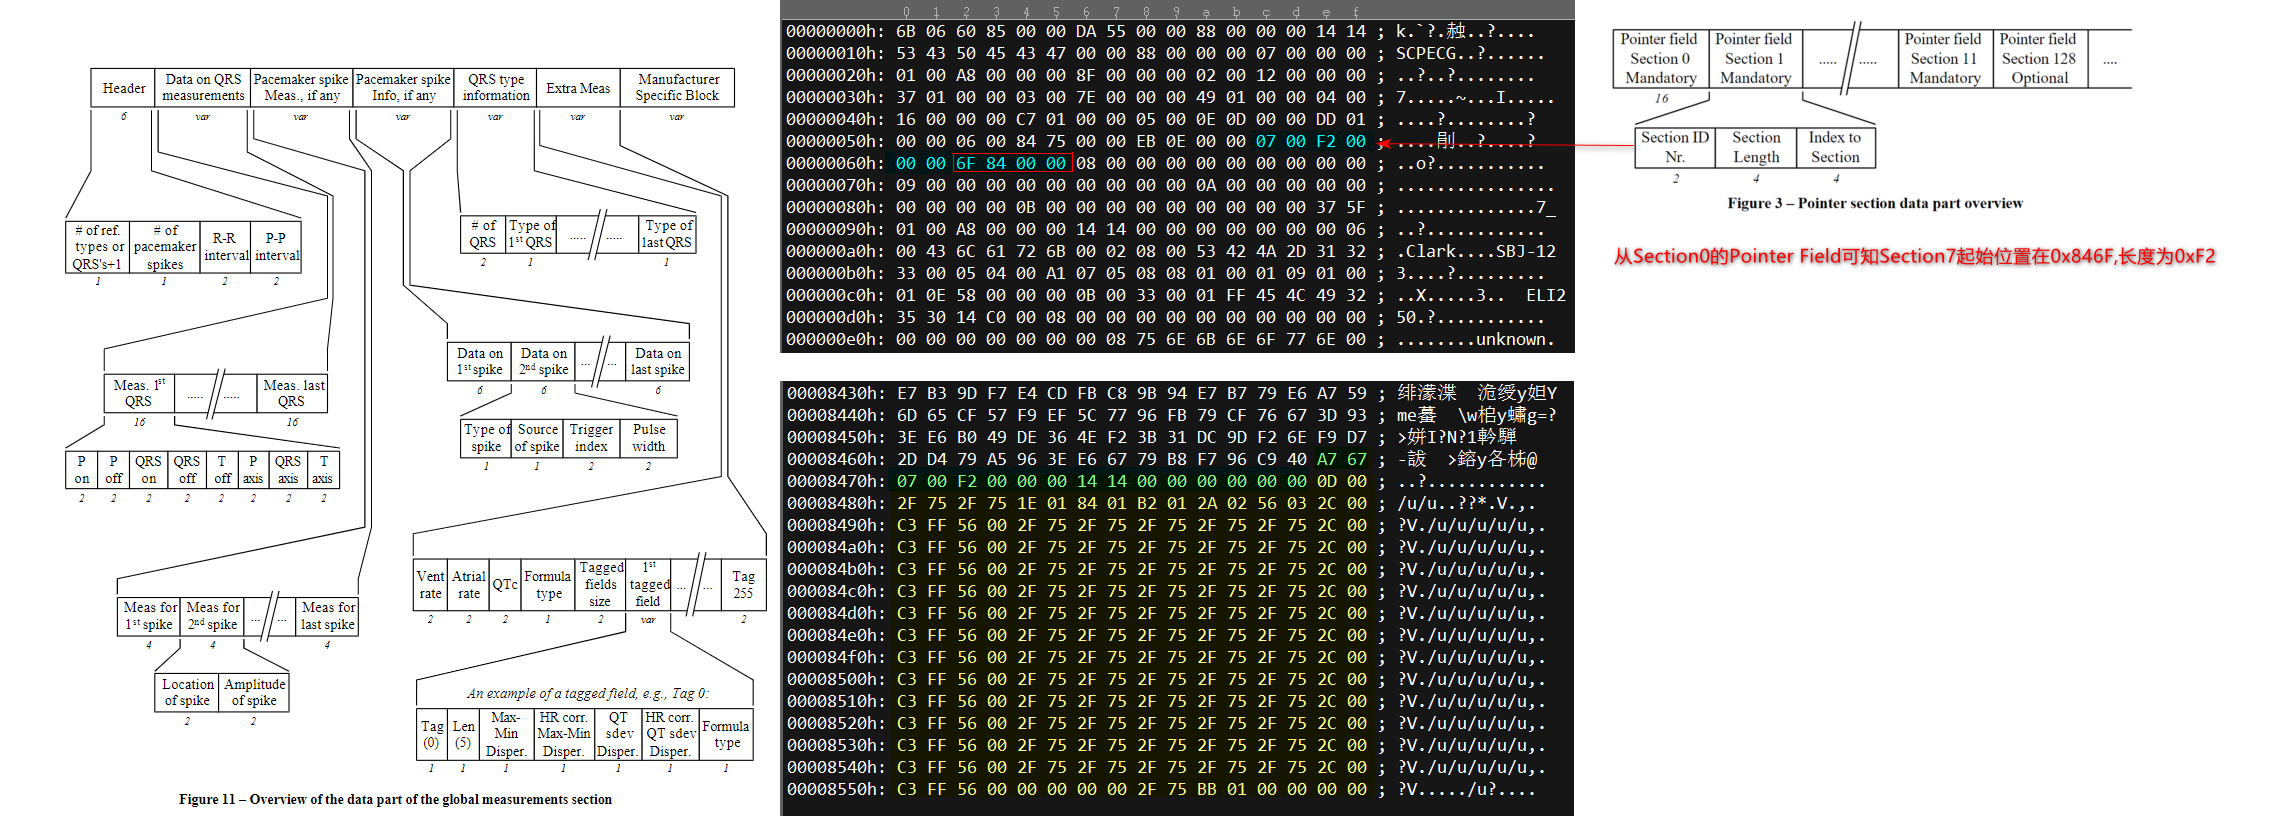 Header
Data on QRS measurements
Pacemaker spike Meas., if any
Pacemaker spike Info, if any
QRS type information
Extra Meas
Manufacturer Specific Block
6
var
var
var
var
var
var
# of ref. types or QRS's+1
# of pacemaker spikes
R-R interval
P-P interval
1
1
2
2
# of QRS
Type of 1st QRS
.....
.....
Type of last QRS
2
1
1
Meas. 1st QRS
.....
.....
Meas. last QRS
16
16
P on
P off
QRS on
QRS off
T off
P axis
QRS axis
T axis
2
2
2
2
2
2
2
2
Data on 1st spike
Data on 2nd spike
...
...
Data on last spike
6
6
6
Type of spike
Source of spike
Trigger index
Pulse width
1
1
2
2
Meas for 1st spike
Meas for 2nd spike
...
...
Meas for last spike
4
4
4
Location of spike
Amplitude of spike
2
2
Vent rate
Atrial rate
QTc
Formula type
Tagged fields size
1st tagged field
...
...
Tag 255
2
2
2
1
2
var
2
An example of a tagged field, e.g., Tag 0:
Tag (0)
Len (5)
Max-Min Disper.
HR corr. Max-Min Disper.
QT sdev Disper.
HR corr. QT sdev Disper.
Formula type
1
1
1
1
1
1
1
Figure 11 – Overview of the data part of the global measurements section
0 1 2 3 4 5 6 7 8 9 a b c d e f
00000000h: 6B 06 60 85 00 00 DA 55 00 00 88 00 00 00 14 14 ; k.`?.赨..?....
00000010h: 53 43 50 45 43 47 00 00 88 00 00 00 07 00 00 00 ; SCPECG..?......
00000020h: 01 00 A8 00 00 00 8F 00 00 00 02 00 12 00 00 00 ; ..?..?........
00000030h: 37 01 00 00 03 00 7E 00 00 00 49 01 00 00 04 00 ; 7.....~...I.....
00000040h: 16 00 00 00 C7 01 00 00 05 00 0E 0D 00 00 DD 01 ; ....?........?
00000050h: 00 00 06 00 84 75 00 00 EB 0E 00 00 07 00 F2 00 ; ....剈..?....?
00000060h: 00 00 6F 84 00 00 08 00 00 00 00 00 00 00 00 00 ; ..o?...........
00000070h: 09 00 00 00 00 00 00 00 00 00 0A 00 00 00 00 00 ; ................
00000080h: 00 00 00 00 0B 00 00 00 00 00 00 00 00 00 37 5F ; ..............7_
00000090h: 01 00 A8 00 00 00 14 14 00 00 00 00 00 00 00 06 ; ..?............
000000a0h: 00 43 6C 61 72 6B 00 02 08 00 53 42 4A 2D 31 32 ; .Clark....SBJ-12
000000b0h: 33 00 05 04 00 A1 07 05 08 08 01 00 01 09 01 00 ; 3....?.........
000000c0h: 01 0E 58 00 00 00 0B 00 33 00 01 FF 45 4C 49 32 ; ..X.....3.. ELI2
000000d0h: 35 30 14 C0 00 08 00 00 00 00 00 00 00 00 00 00 ; 50.?...........
000000e0h: 00 00 00 00 00 00 00 08 75 6E 6B 6E 6F 77 6E 00 ; ........unknown.
00008430h: E7 B3 9D F7 E4 CD FB C8 9B 94 E7 B7 79 E6 A7 59 ;
00008440h: 6D 65 CF 57 F9 EF 5C 77 96 FB 79 CF 76 67 3D 93 ;
00008450h: 3E E6 B0 49 DE 36 4E F2 3B 31 DC 9D F2 6E F9 D7 ;
00008460h: 2D D4 79 A5 96 3E E6 67 79 B8 F7 96 C9 40 A7 67 ;
00008470h: 07 00 F2 00 00 00 14 14 00 00 00 00 00 00 0D 00 ; ..?............
00008480h: 2F 75 2F 75 1E 01 84 01 B2 01 2A 02 56 03 2C 00 ; /u/u..??*.V.,.
00008490h: C3 FF 56 00 2F 75 2F 75 2F 75 2F 75 2F 75 2C 00 ; ?V./u/u/u/u/u,.
000084a0h: C3 FF 56 00 2F 75 2F 75 2F 75 2F 75 2F 75 2C 00 ; ?V./u/u/u/u/u,.
000084b0h: C3 FF 56 00 2F 75 2F 75 2F 75 2F 75 2F 75 2C 00 ; ?V./u/u/u/u/u,.
000084c0h: C3 FF 56 00 2F 75 2F 75 2F 75 2F 75 2F 75 2C 00 ; ?V./u/u/u/u/u,.
000084d0h: C3 FF 56 00 2F 75 2F 75 2F 75 2F 75 2F 75 2C 00 ; ?V./u/u/u/u/u,.
000084e0h: C3 FF 56 00 2F 75 2F 75 2F 75 2F 75 2F 75 2C 00 ; ?V./u/u/u/u/u,.
000084f0h: C3 FF 56 00 2F 75 2F 75 2F 75 2F 75 2F 75 2C 00 ; ?V./u/u/u/u/u,.
00008500h: C3 FF 56 00 2F 75 2F 75 2F 75 2F 75 2F 75 2C 00 ; ?V./u/u/u/u/u,.
00008510h: C3 FF 56 00 2F 75 2F 75 2F 75 2F 75 2F 75 2C 00 ; ?V./u/u/u/u/u,.
00008520h: C3 FF 56 00 2F 75 2F 75 2F 75 2F 75 2F 75 2C 00 ; ?V./u/u/u/u/u,.
00008530h: C3 FF 56 00 2F 75 2F 75 2F 75 2F 75 2F 75 2C 00 ; ?V./u/u/u/u/u,.
00008540h: C3 FF 56 00 2F 75 2F 75 2F 75 2F 75 2F 75 2C 00 ; ?V./u/u/u/u/u,.
00008550h: C3 FF 56 00 00 00 00 00 2F 75 BB 01 00 00 00 00 ; ?V...../u?....
Pointer field Section 0 Mandatory
Pointer field Section 1 Mandatory
.....
.....
Pointer field Section 11 Mandatory
Pointer field Section 128 Optional
....
16
Section ID Nr.
Section Length
Index to Section
2
4
4
Figure 3 – Pointer section data part overview
从Section0的Pointer Field可知Section7起始位置在0x846F,长度为0xF2